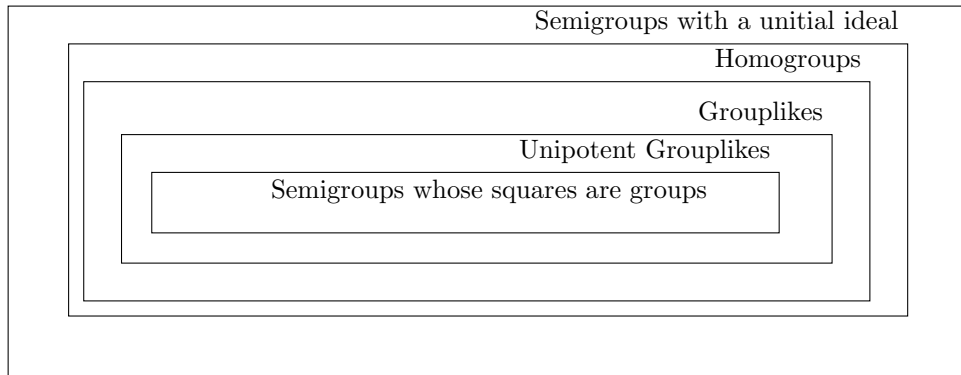 Semigroups with a unitial ideal
Homogroups
Grouplikes
Unipotent Grouplikes
Semigroups whose squares are groups